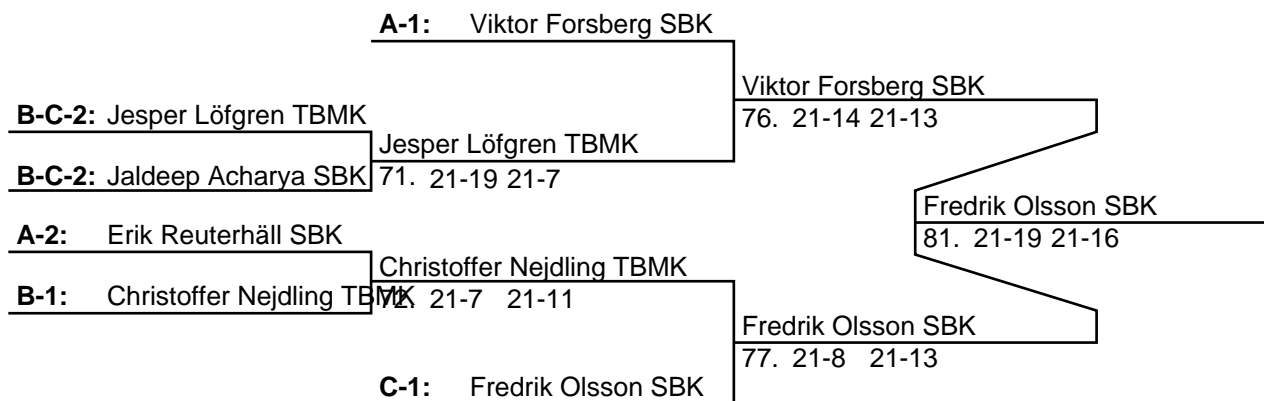 A-1: Viktor Forsberg SBK
Viktor Forsberg SBK
B-C-2: Jesper Löfgren TBMK
76. 21-14 21-13
Jesper Löfgren TBMK
B-C-2: Jaldeep Acharya SBK
71. 21-19 21-7
Fredrik Olsson SBK
A-2: Erik Reuterhäll SBK
81. 21-19 21-16
Christoffer Nejdling TBMK
B-1: Christoffer Nejdling TBMK
72. 21-7 21-11
Fredrik Olsson SBK
77. 21-8 21-13
C-1: Fredrik Olsson SBK